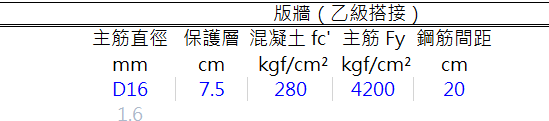 版牆（乙級搭接）
主筋直徑 保護層 混凝土 fc' 主筋 Fy 鋼筋間距
mm cm kgf/cm² kgf/cm² cm
D16 7.5 280 4200 20
1.6